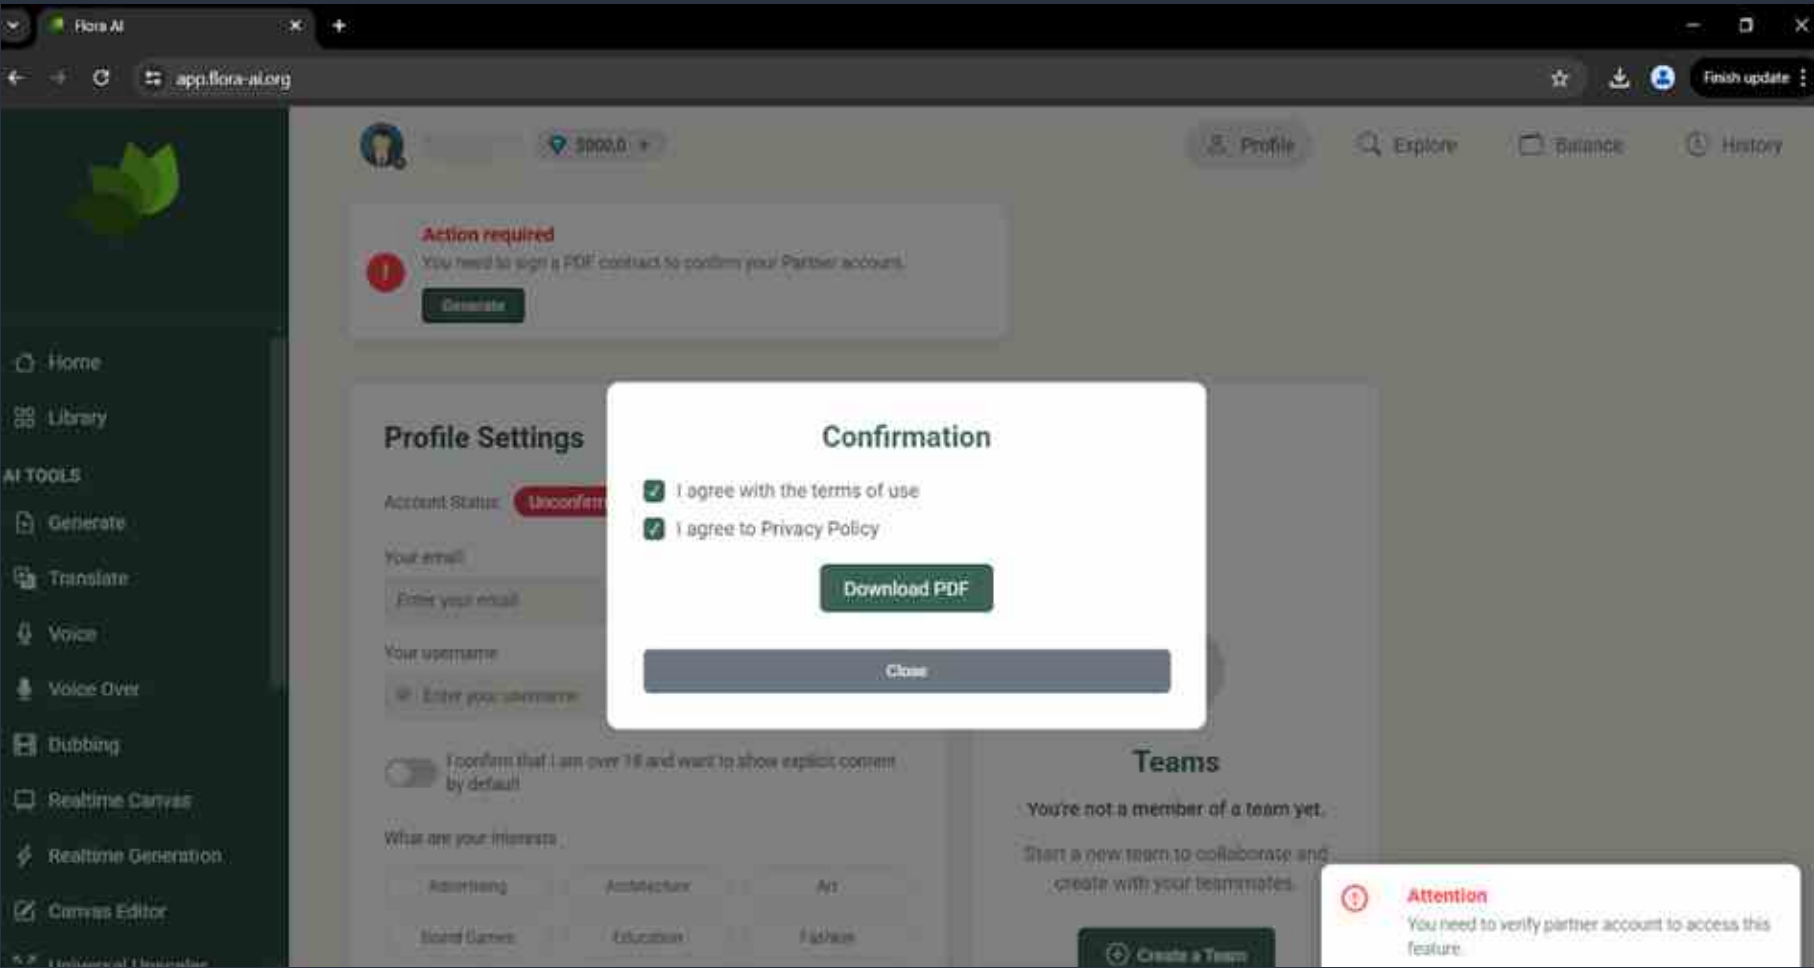 Flora AI
app.flora-ai.org
Finish update
5000.0 +
Profile
Explore
Balance
History
Action required
You need to sign a PDF contract to confirm your Partner account.
Generate
Home
Library
AI TOOLS
Generate
Translate
Voice
Voice Over
Dubbing
Realtime Canvas
Realtime Generation
Canvas Editor
Universal Upscaler
Profile Settings
Account Status:
Unconfirm
Your email
Enter your email
Your username
@ Enter your username
I confirm that I am over 18 and want to show explicit content
by default
What are your interests
Advertising
Architecture
Art
Board Games
Education
Fashion
Confirmation
I agree with the terms of use
I agree to Privacy Policy
Download PDF
Close
Teams
You're not a member of a team yet.
Start a new team to collaborate and
create with your teammates.
Create a Team
Attention
You need to verify partner account to access this
feature.